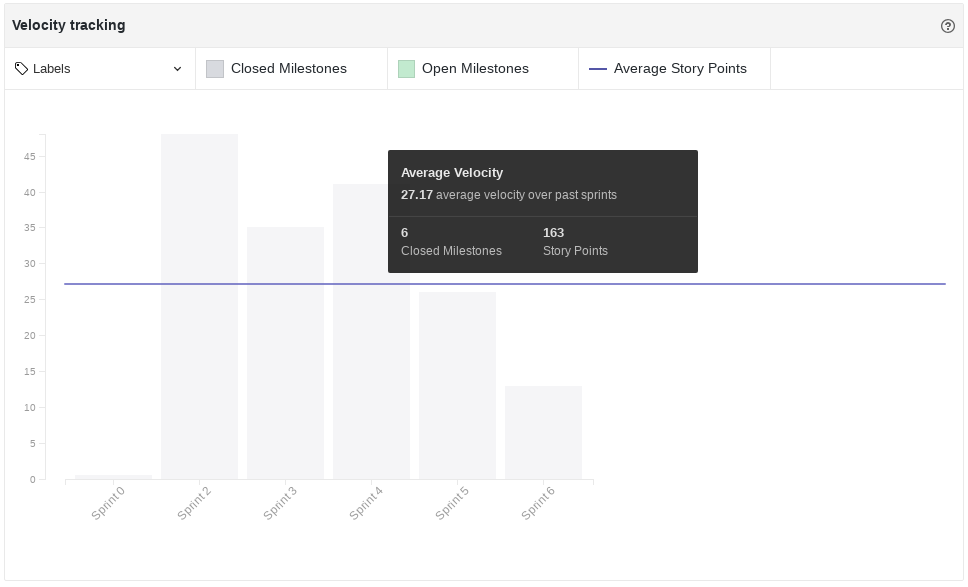 Velocity tracking
Labels
Closed Milestones
Open Milestones
Average Story Points
Average Velocity
27.17 average velocity over past sprints
6
163
Closed Milestones
Story Points
45
40
35
30
25
20
15
10
5
0
Sprint 0
Sprint 2
Sprint 3
Sprint 4
Sprint 5
Sprint 6